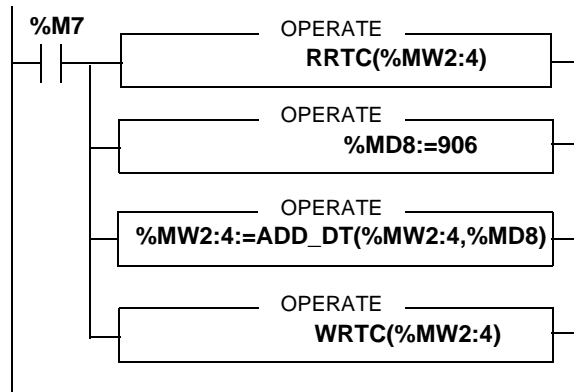 %M7
OPERATE
RRTC(%MW2:4)
OPERATE
%MD8:=906
OPERATE
%MW2:4:=ADD_DT(%MW2:4,%MD8)
OPERATE
WRTC(%MW2:4)